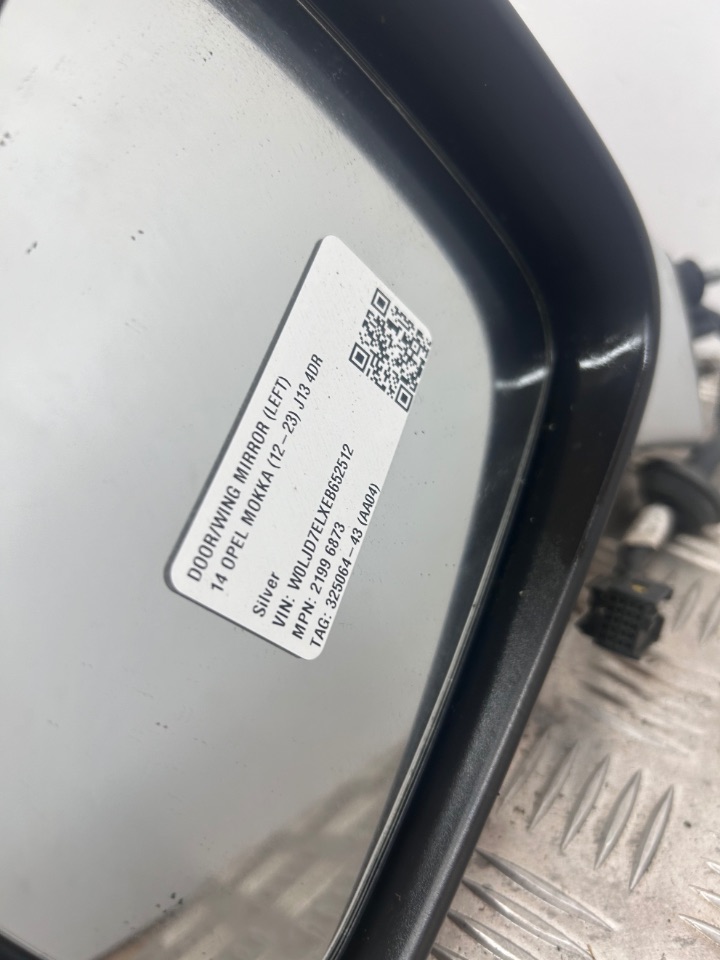 DOOR/WING MIRROR (LEFT)
14 OPEL MOKKA (12-23) J13 4DR
Silver
VIN: W0LJD7ELXEB652512
MPN: 2199 6873
TAG: 325064-43 (AA04)